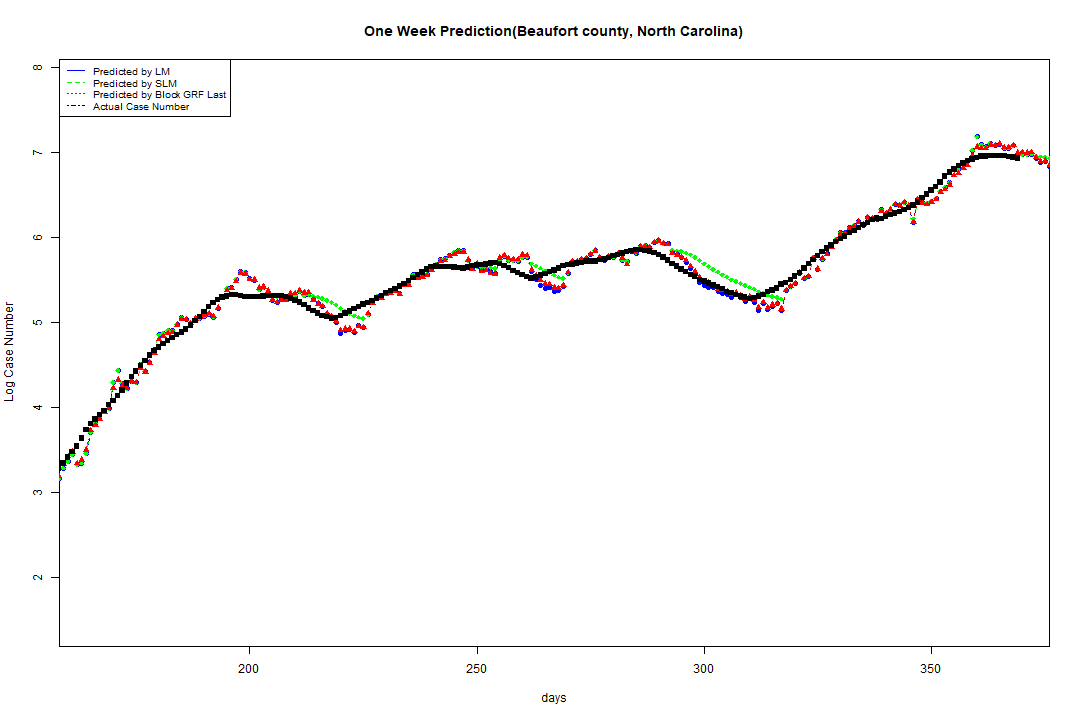 One Week Prediction(Beaufort county, North Carolina)
Predicted by LM
Predicted by SLM
Predicted by Block GRF Last
Actual Case Number
8
7
6
5
4
3
2
Log Case Number
200 250 300 350
days